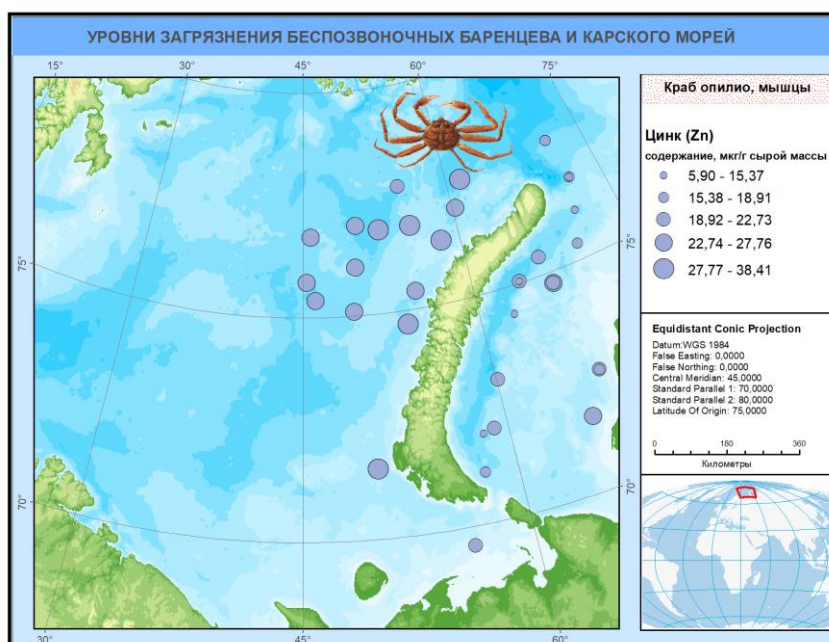 УРОВНИ ЗАГРЯЗНЕНИЯ БЕСПОЗВОНОЧНЫХ БАРЕНЦЕВА И КАРСКОГО МОРЕЙ
15° 30° 45° 60° 75°
75° 75°
70° 70°
30° 45° 60°
Краб опилио, мышцы
Цинк (Zn)
содержание, мкг/г сырой массы
5,90 - 15,37
15,38 - 18,91
18,92 - 22,73
22,74 - 27,76
27,77 - 38,41
Equidistant Conic Projection
Datum:WGS 1984
False Easting: 0,0000
False Northing: 0,0000
Central Meridian: 45,0000
Standard Parallel 1: 70,0000
Standard Parallel 2: 80,0000
Latitude Of Origin: 75,0000
0 180 360
Километры